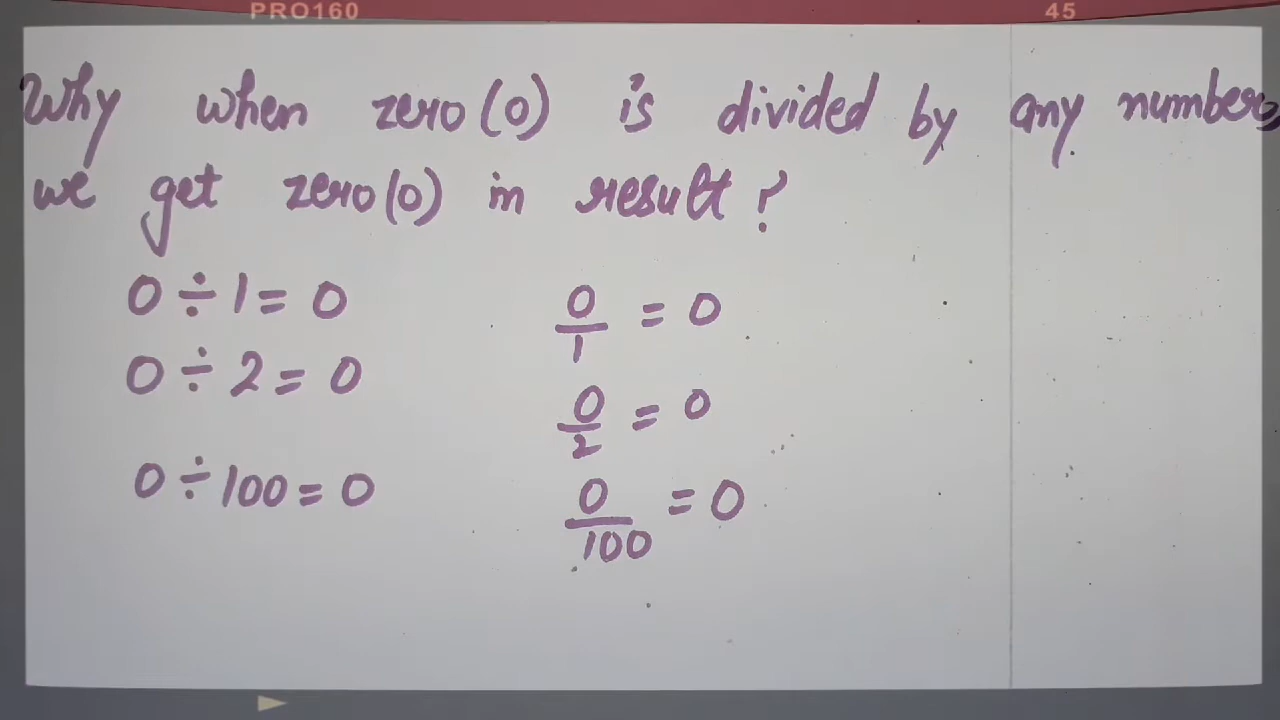 PRO160 45
Why when zero(0) is divided by any number,
we get zero(0) in result?
0 ÷ 1 = 0
0 ÷ 2 = 0
0 ÷ 100 = 0
0/1 = 0
0/2 = 0
0/100 = 0